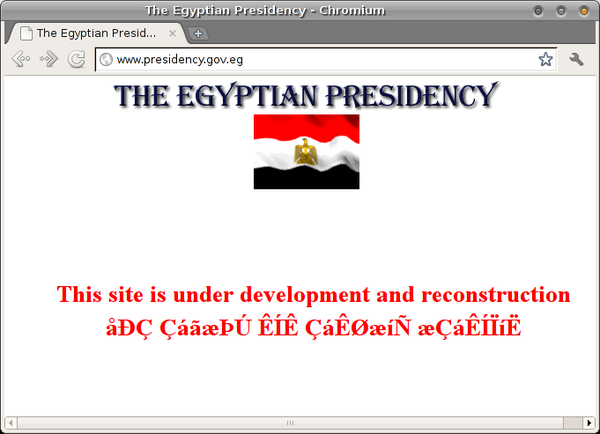 The Egyptian Presidency - Chromium
The Egyptian Presid...
www.presidency.gov.eg
THE EGYPTIAN PRESIDENCY
This site is under development and reconstruction
åÐÇ ÇáãæÞÚ ÊÍÊ ÇáÊØæíÑ æÇáÊÍÏíË